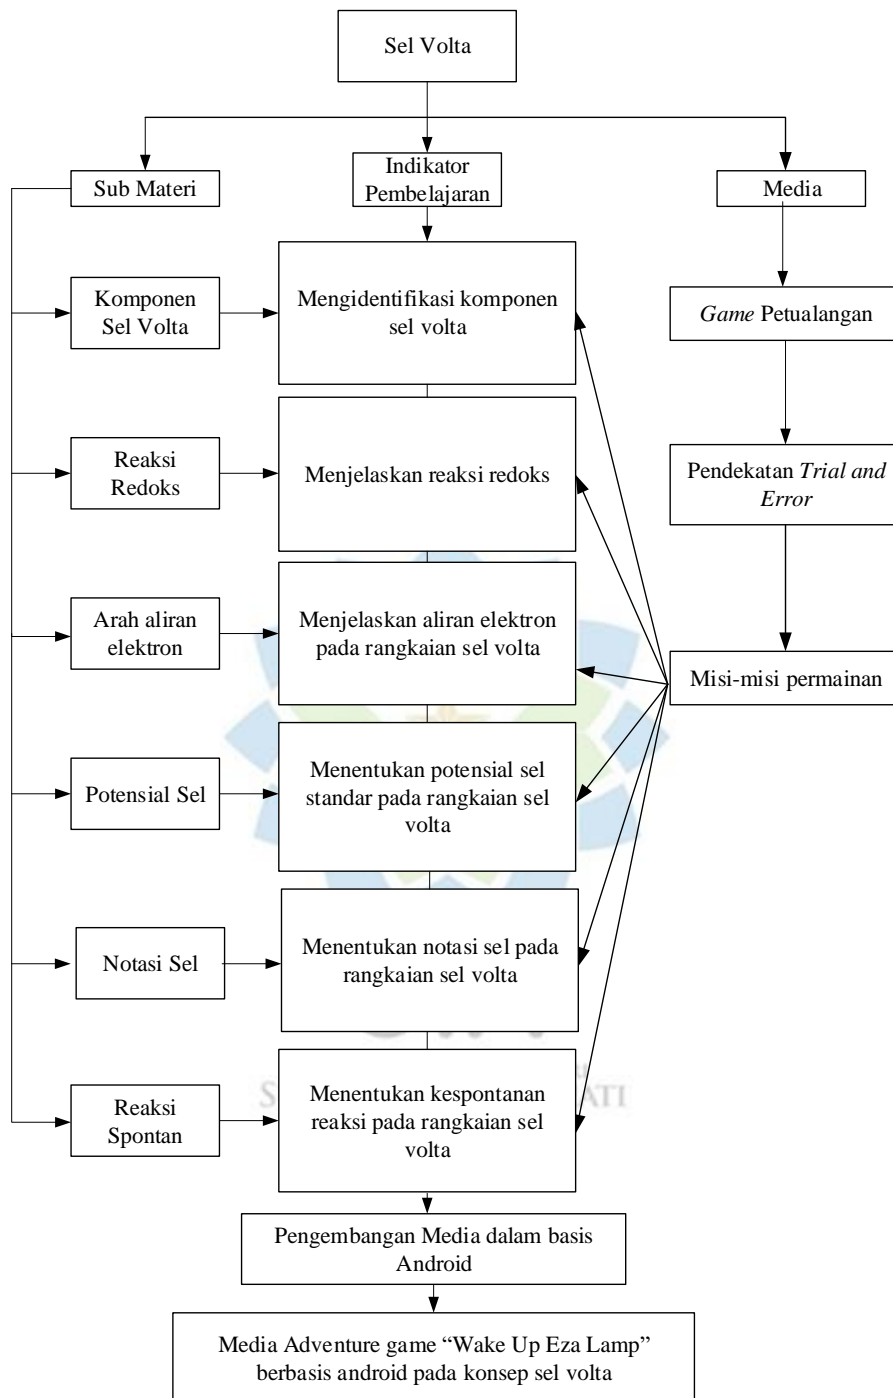 Sel Volta
Sub Materi
Indikator
Pembelajaran
Media
Komponen
Sel Volta
Mengidentifikasi komponen
sel volta
Game Petualangan
Reaksi
Redoks
Menjelaskan reaksi redoks
Pendekatan Trial and
Error
Arah aliran
elektron
Menjelaskan aliran elektron
pada rangkaian sel volta
Misi-misi permainan
Potensial Sel
Menentukan potensial sel
standar pada rangkaian sel
volta
Notasi Sel
Menentukan notasi sel pada
rangkaian sel volta
Reaksi
Spontan
Menentukan kespontanan
reaksi pada rangkaian sel
volta
Pengembangan Media dalam basis
Android
Media Adventure game “Wake Up Eza Lamp”
berbasis android pada konsep sel volta